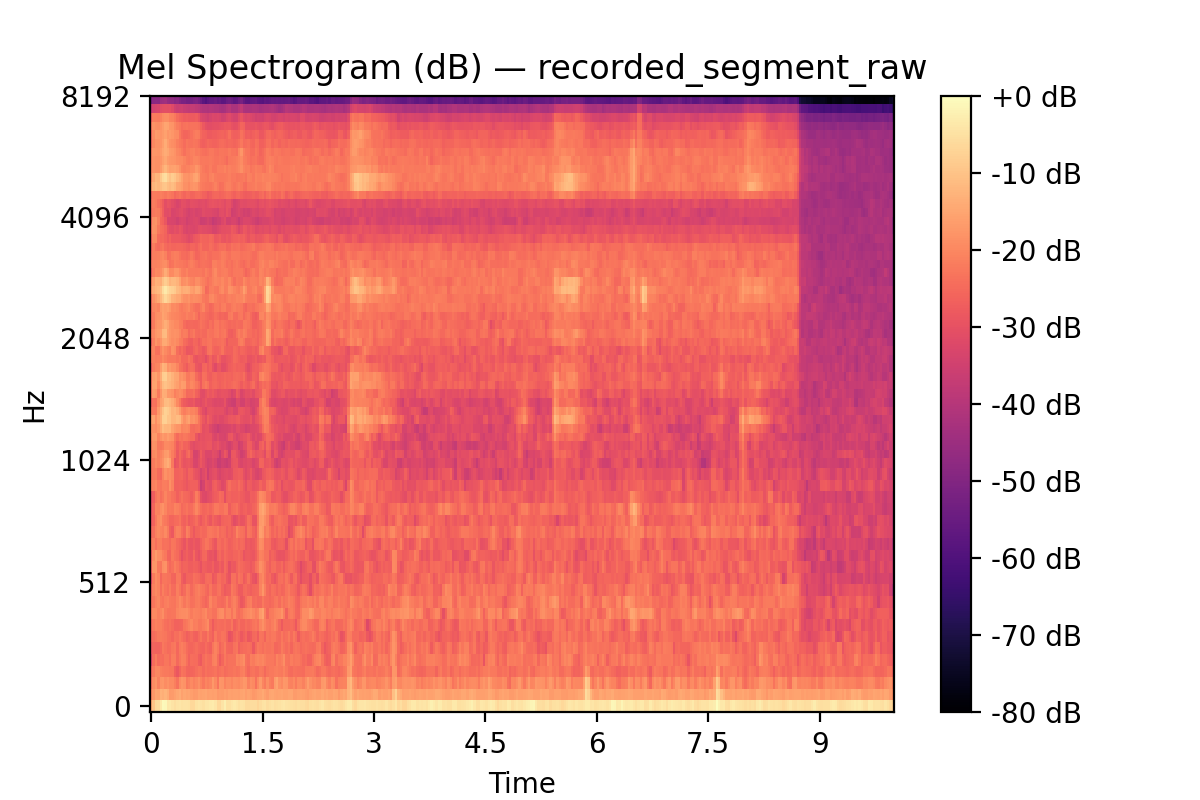 Mel Spectrogram (dB) — recorded_segment_raw
8192
4096
2048
1024
512
0
Hz
0 1.5 3 4.5 6 7.5 9
Time
+0 dB
-10 dB
-20 dB
-30 dB
-40 dB
-50 dB
-60 dB
-70 dB
-80 dB